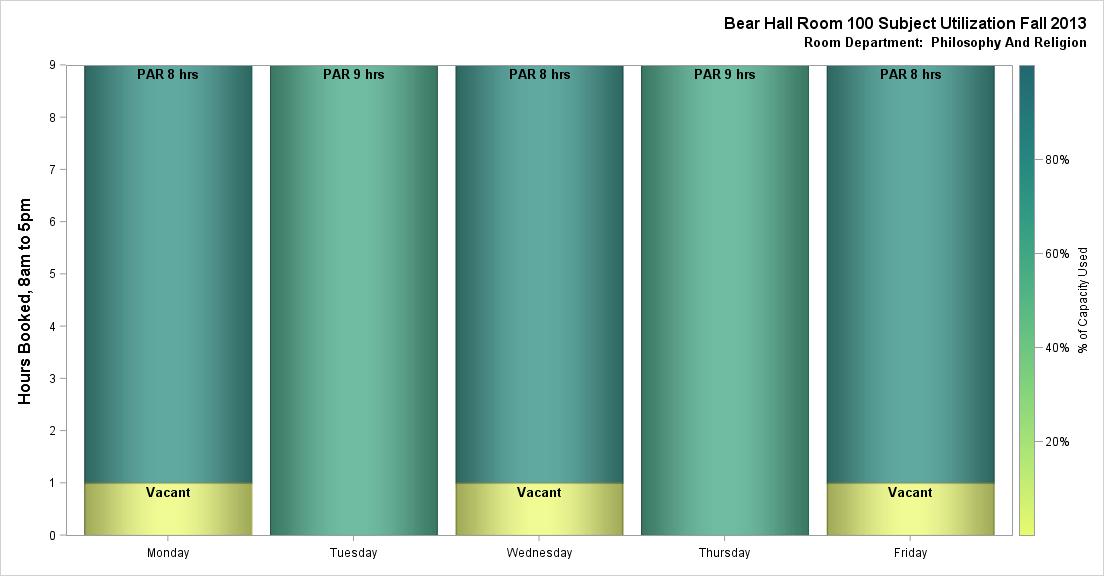 Bear Hall Room 100 Subject Utilization Fall 2013
Room Department:  Philosophy And Religion
Hours Booked, 8am to 5pm
9
8
7
6
5
4
3
2
1
0
PAR 8 hrs
PAR 9 hrs
PAR 8 hrs
PAR 9 hrs
PAR 8 hrs
Vacant
Vacant
Vacant
Monday
Tuesday
Wednesday
Thursday
Friday
80%
60%
40%
20%
% of Capacity Used